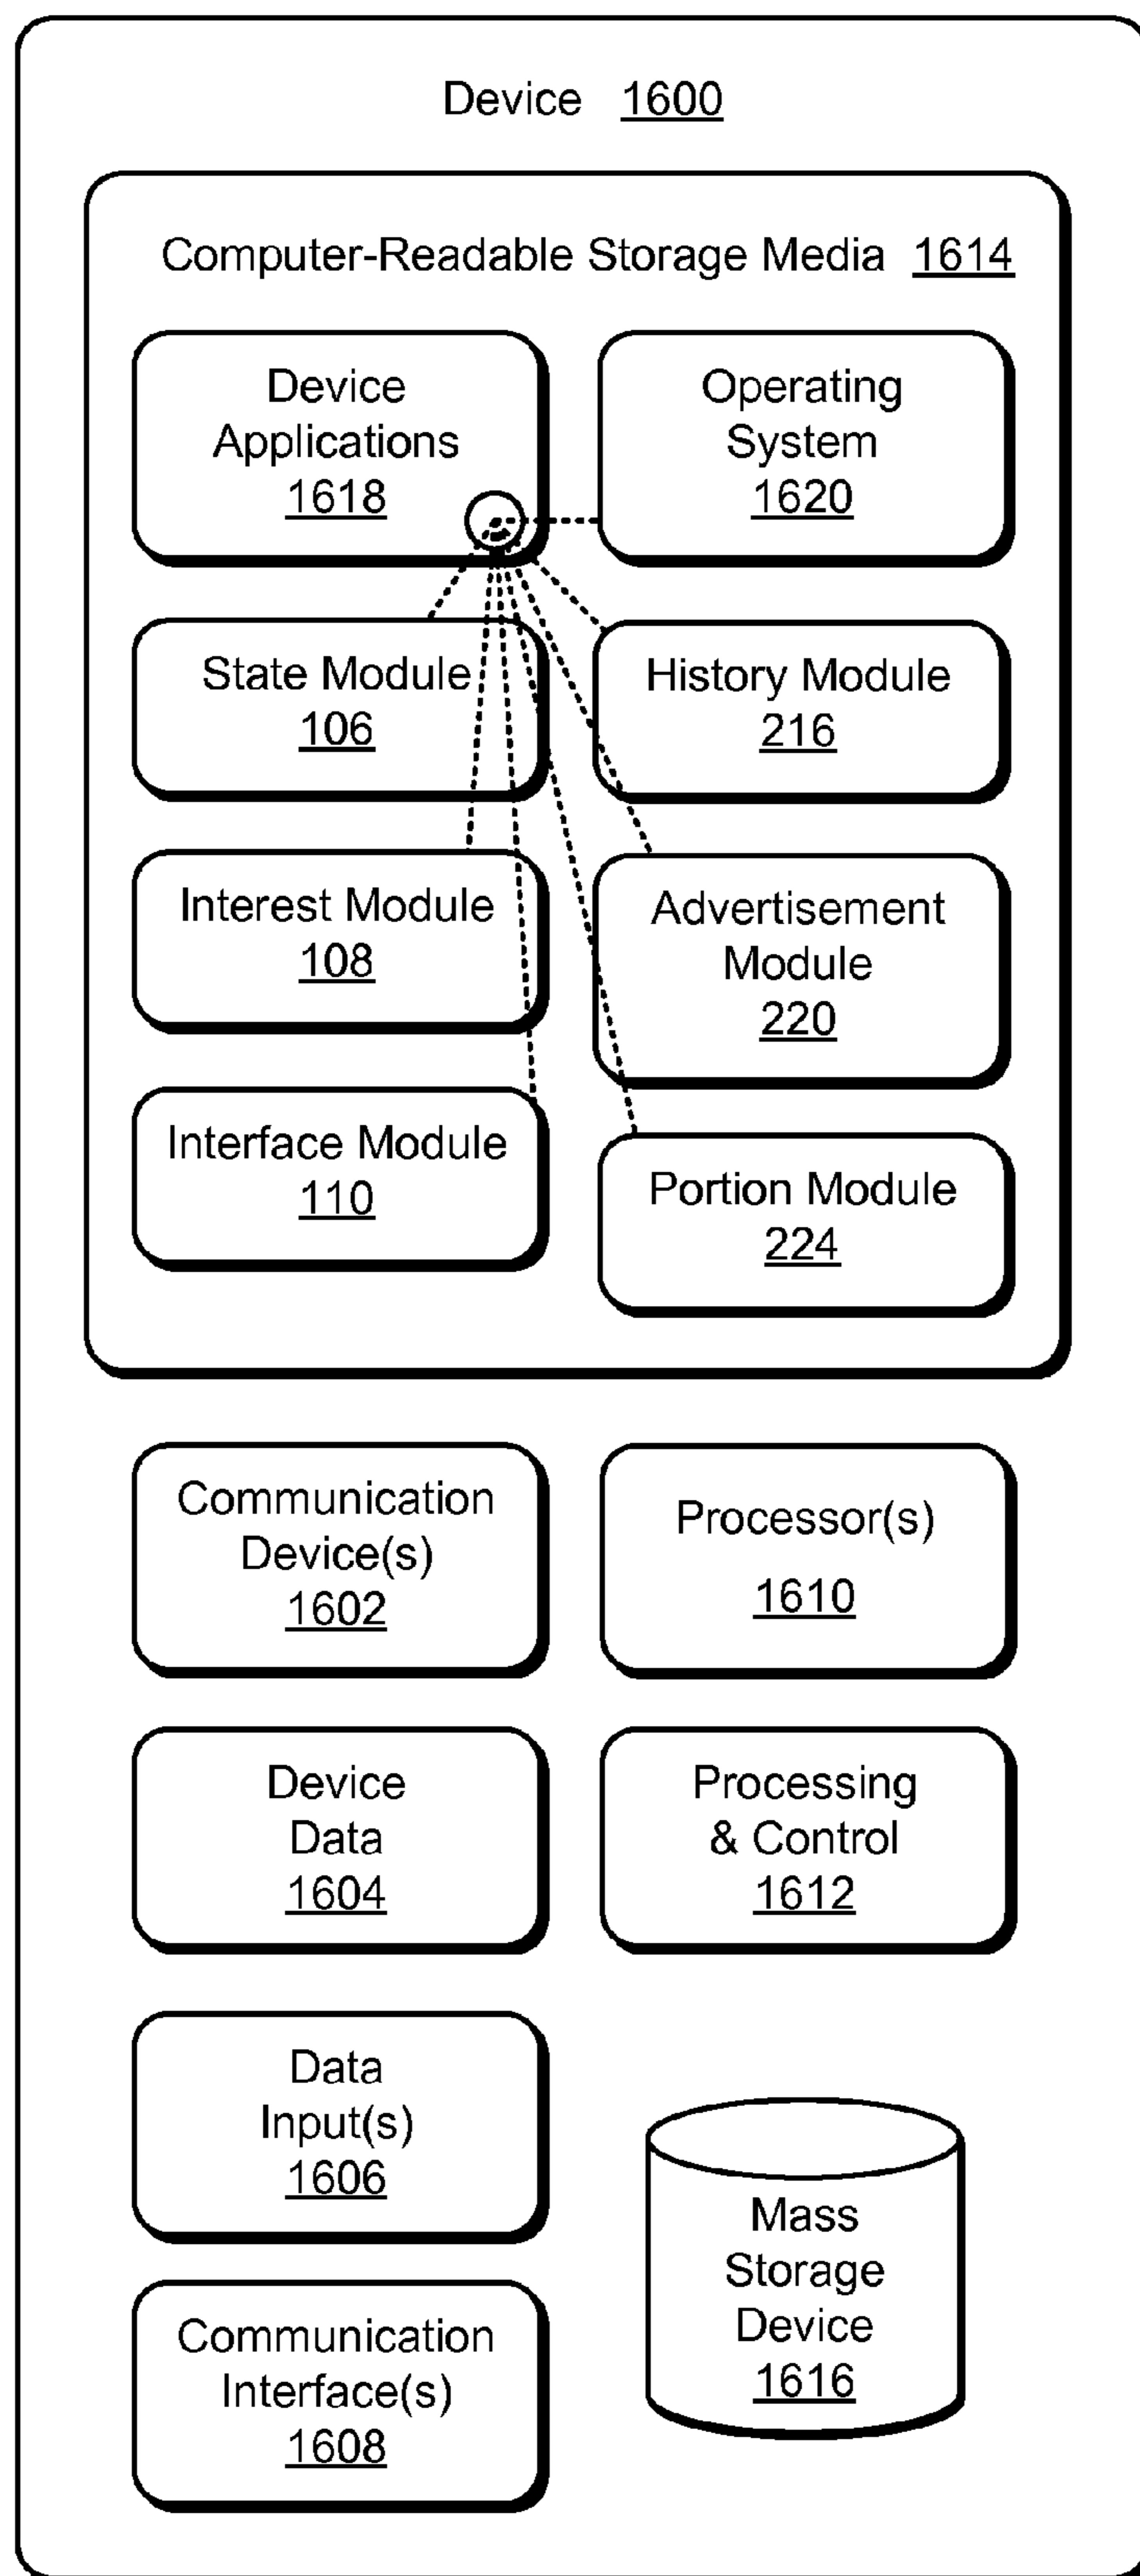 Device 1600
Computer-Readable Storage Media 1614
Device
Applications
1618
Operating
System
1620
State Module
106
History Module
216
Interest Module
108
Advertisement
Module
220
Interface Module
110
Portion Module
224
Communication
Device(s)
1602
Processor(s)
1610
Device
Data
1604
Processing
& Control
1612
Data
Input(s)
1606
Mass
Storage
Device
1616
Communication
Interface(s)
1608